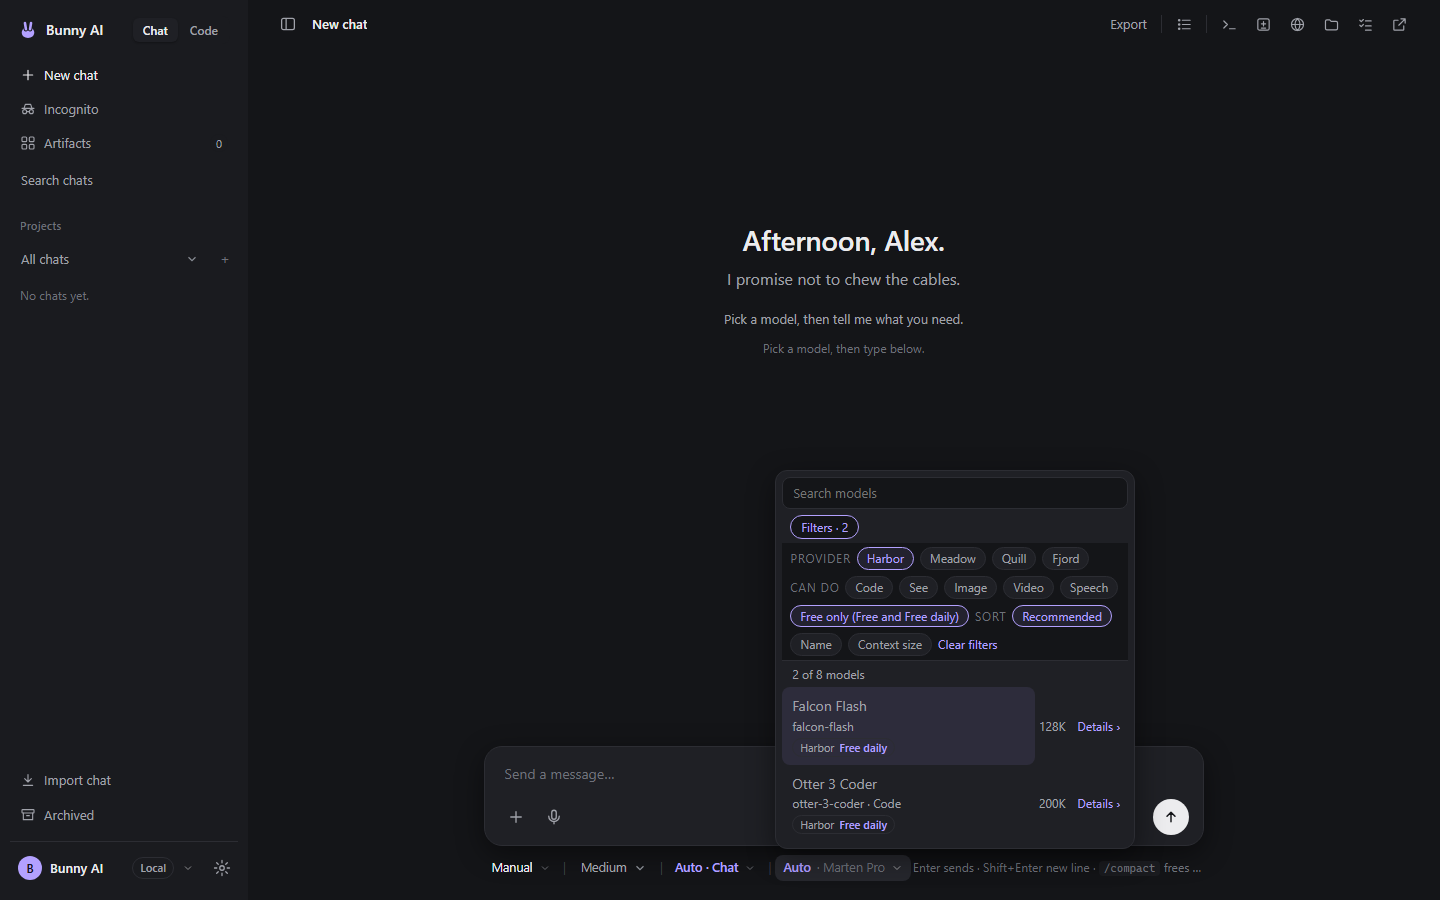 Bunny AI
Chat
Code
New chat
Incognito
Artifacts
0
Search chats
Projects
All chats
+
No chats yet.
Import chat
Archived
B
Bunny AI
Local
New chat
Export
Afternoon, Alex.
I promise not to chew the cables.
Pick a model, then tell me what you need.
Pick a model, then type below.
Search models
Filters · 2
PROVIDER Harbor Meadow Quill Fjord
CAN DO Code See Image Video Speech
Free only (Free and Free daily) SORT Recommended
Name Context size Clear filters
2 of 8 models
Falcon Flash
falcon-flash 128K Details ›
Harbor Free daily
Otter 3 Coder
otter-3-coder · Code 200K Details ›
Harbor Free daily
Send a message...
Manual Medium Auto · Chat Auto · Marten Pro Enter sends · Shift+Enter new line · /compact frees ...